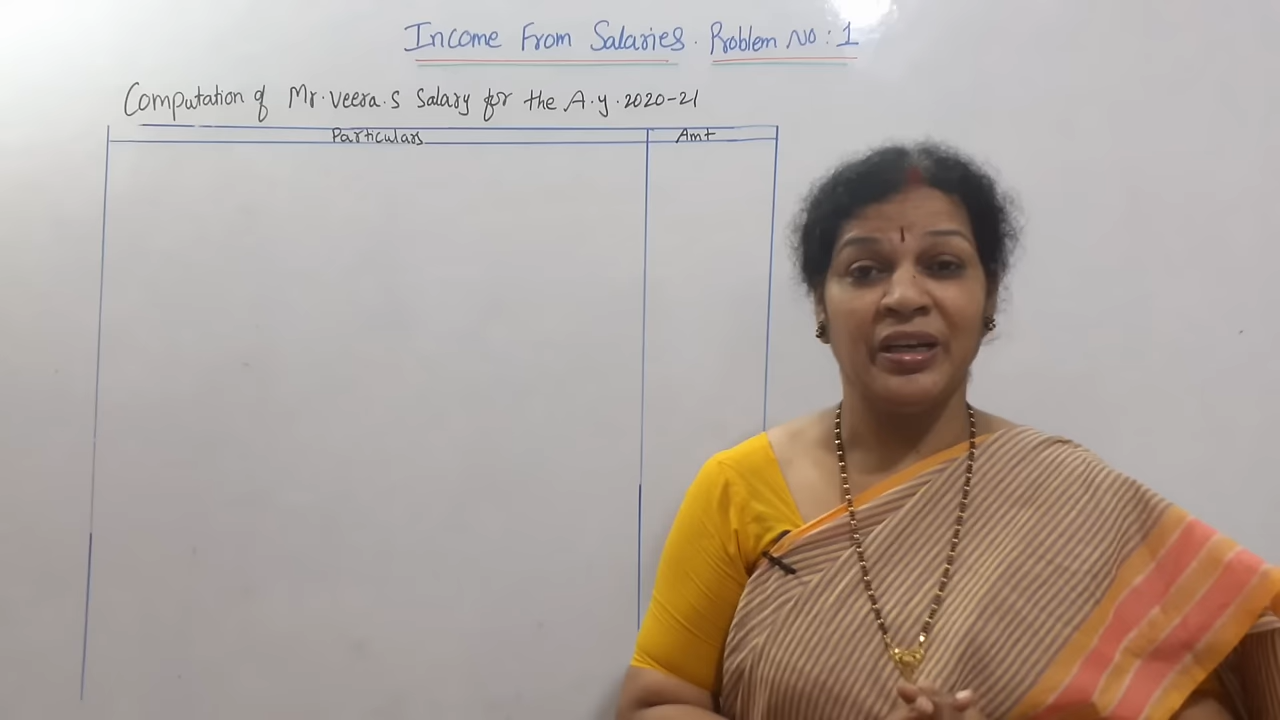 Income From Salaries. Problem No : 1
Computation of Mr. Veera.S Salary for the A.y. 2020-21
Particulars Amt